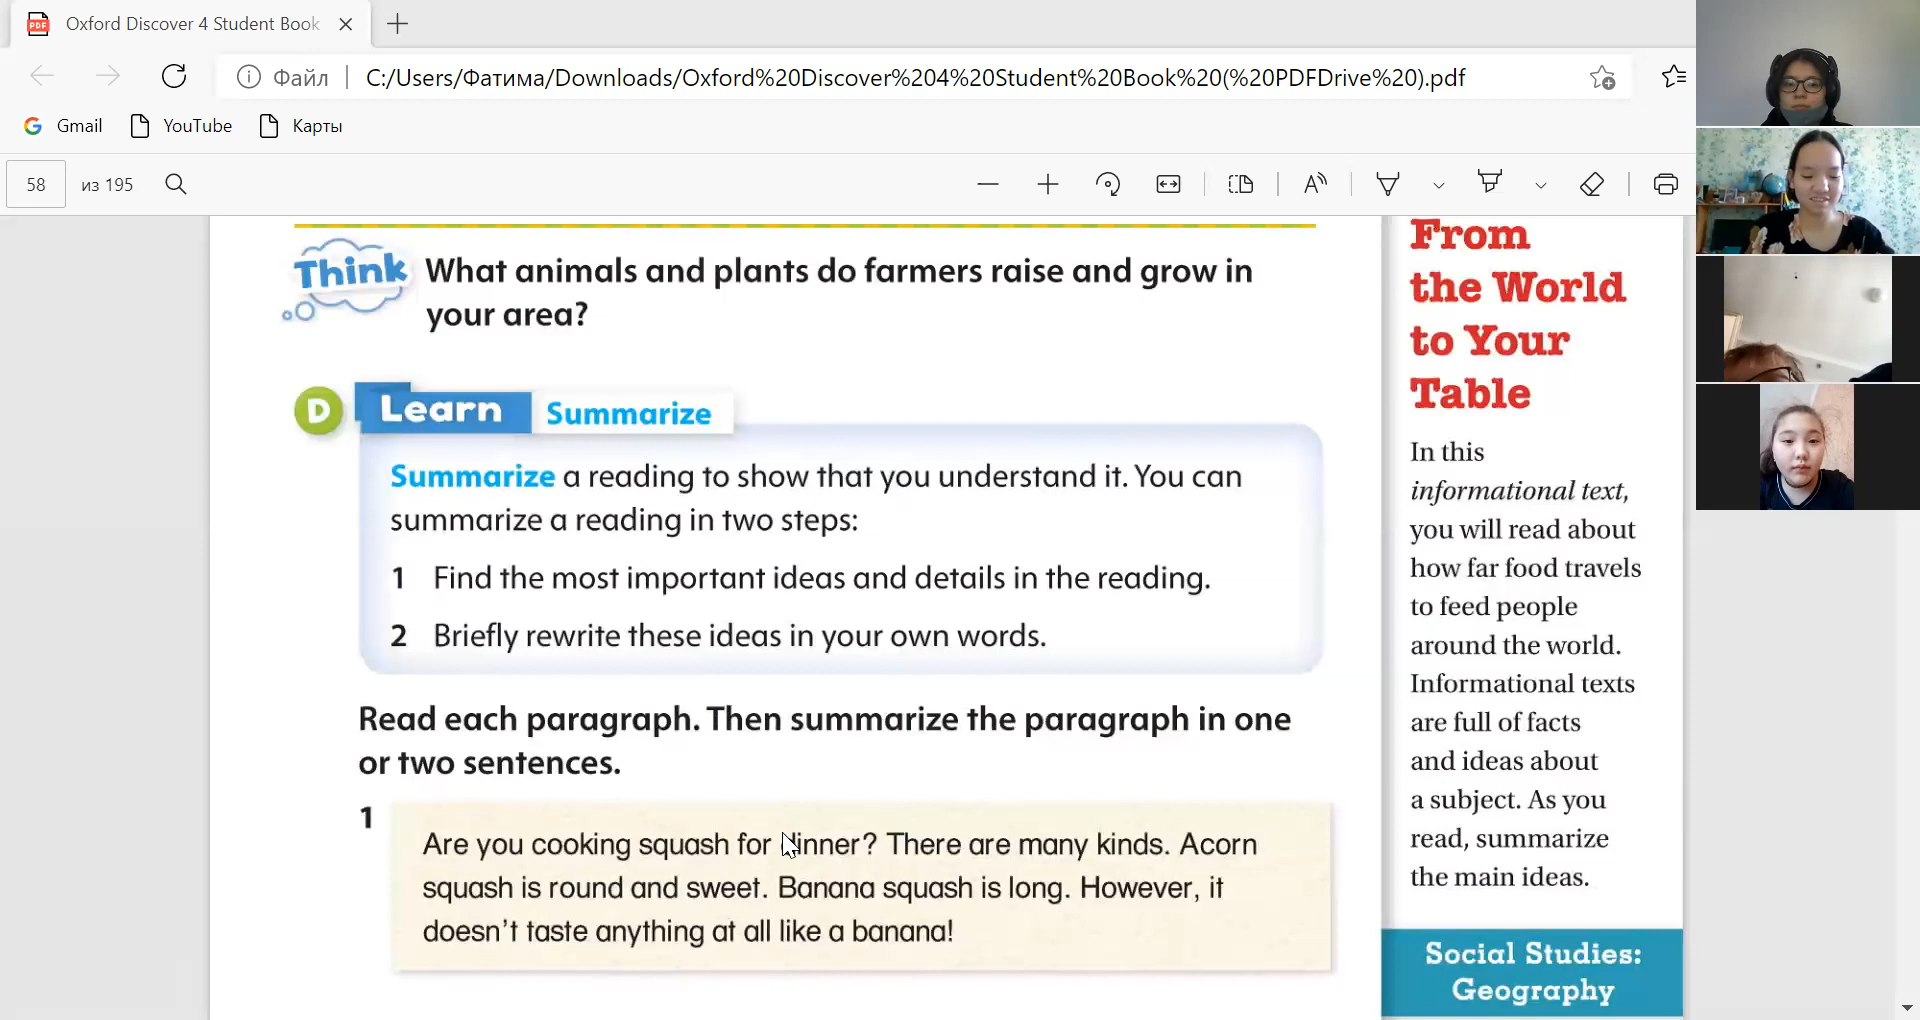 Oxford Discover 4 Student Book
Файл
C:/Users/Фатима/Downloads/Oxford%20Discover%204%20Student%20Book%20(%20PDFDrive%20).pdf
Gmail
YouTube
Карты
58
из 195
Think
What animals and plants do farmers raise and grow in
your area?
D
Learn
Summarize
Summarize a reading to show that you understand it. You can
summarize a reading in two steps:
1 Find the most important ideas and details in the reading.
2 Briefly rewrite these ideas in your own words.
Read each paragraph. Then summarize the paragraph in one
or two sentences.
1
Are you cooking squash for dinner? There are many kinds. Acorn
squash is round and sweet. Banana squash is long. However, it
doesn't taste anything at all like a banana!
From
the World
to Your
Table
In this
informational text,
you will read about
how far food travels
to feed people
around the world.
Informational texts
are full of facts
and ideas about
a subject. As you
read, summarize
the main ideas.
Social Studies:
Geography